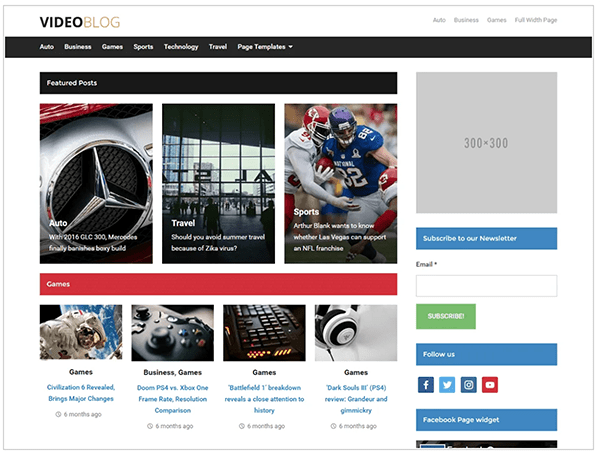 VIDEOBLOG
Auto Business Games Full Width Page
Auto Business Games Sports Technology Travel Page Templates
Featured Posts
Auto
With 2016 GLC 300, Mercedes
finally banishes boxy build
Travel
Should you avoid summer travel
because of Zika virus?
NATIONAL
82
Sports
Arthur Blank wants to know
whether Las Vegas can support
an NFL franchise
300×300
Subscribe to our Newsletter
Email *
SUBSCRIBE!
Games
Games
Civilization 6 Revealed,
Brings Major Changes
6 months ago
Business, Games
Doom PS4 vs. Xbox One
Frame Rate, Resolution
Comparison
6 months ago
Games
'Battlefield 1' breakdown
reveals a close attention to
history
6 months ago
Games
'Dark Souls III' (PS4)
review: Grandeur and
gimmickry
6 months ago
Follow us
Facebook Page widget